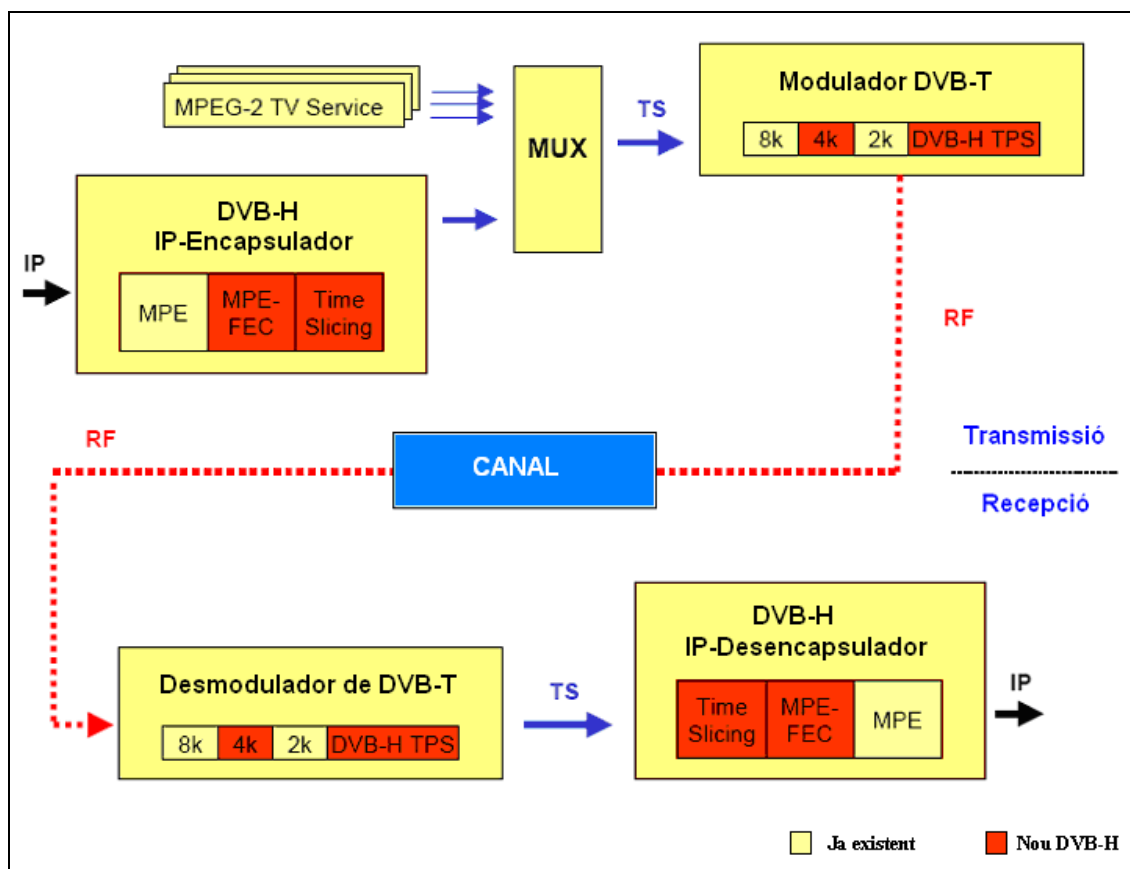 MPEG-2 TV Service
MUX
TS
Modulador DVB-T
8k 4k 2k DVB-H TPS
DVB-H
IP-Encapsulador
IP
MPE
MPE-
FEC
Time
Slicing
RF
RF
CANAL
Transmissió
Recepció
Desmodulador de DVB-T
8k 4k 2k DVB-H TPS
TS
DVB-H
IP-Desencapsulador
Time
Slicing
MPE-
FEC
MPE
IP
Ja existent
Nou DVB-H